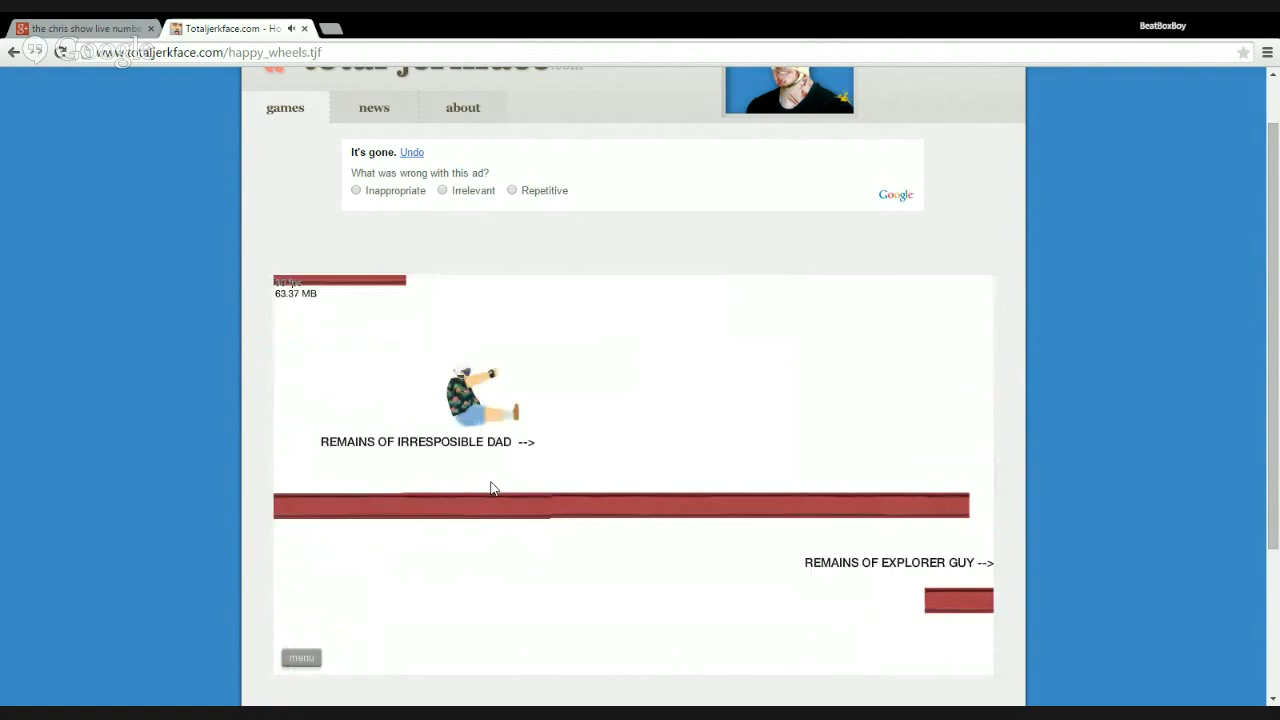 the chris show live numbe
Totaljerkface.com - Ho
BeatBoxBoy
Google
www.totaljerkface.com/happy_wheels.tjf
games
news
about
It's gone. Undo
What was wrong with this ad?
Inappropriate
Irrelevant
Repetitive
Google
63.37 MB
REMAINS OF IRRESPOSIBLE DAD -->
REMAINS OF EXPLORER GUY -->
menu